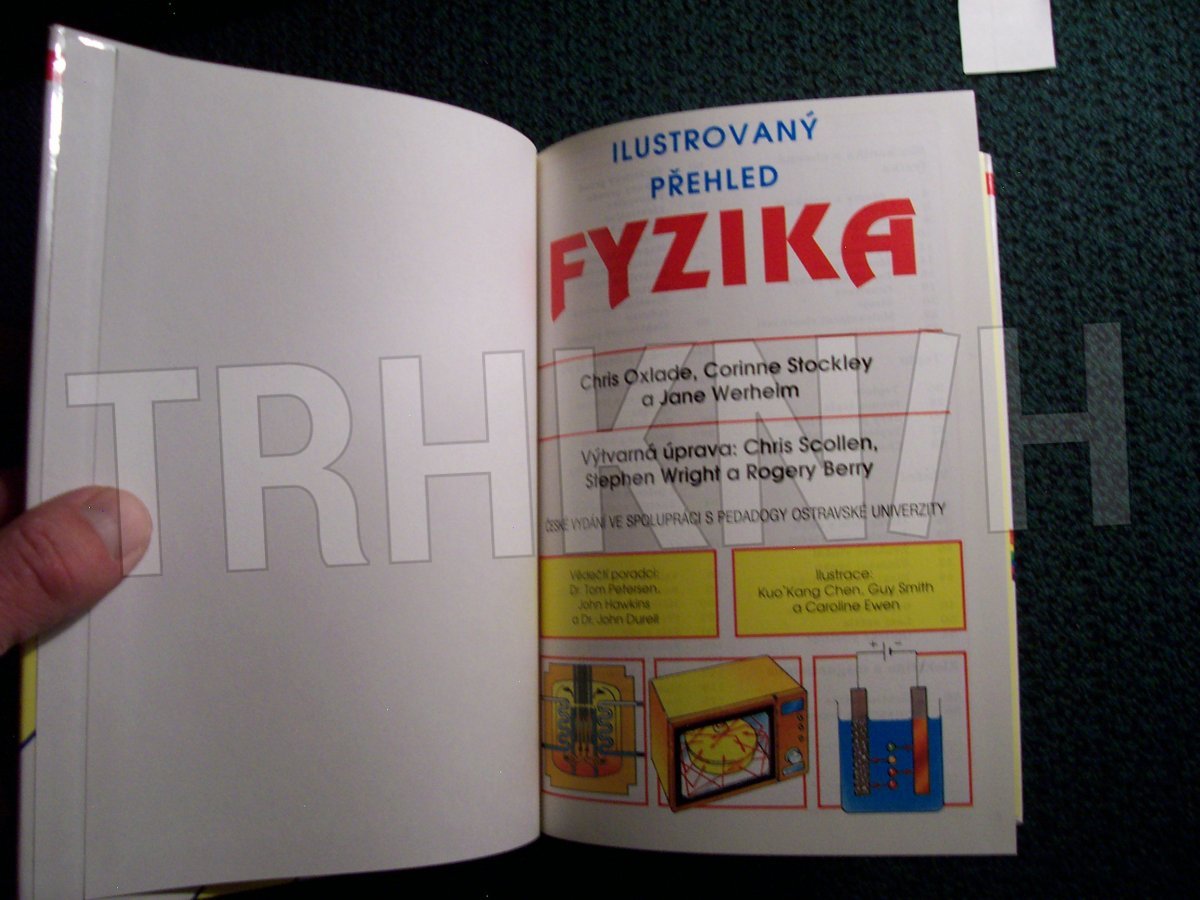 ILUSTROVANÝ
PŘEHLED
FYZIKA
Chris Oxlade, Corinne Stockley
a Jane Werheim
Výtvarná úprava: Chris Scollen,
Stephen Wright a Rogery Berry
ČESKÉ VYDÁNÍ VE SPOLUPRÁCI S PEDADOGY OSTRAVSKÉ UNIVERZITY
Vědečtí poradci:
Dr. Tom Petersen,
John Hawkins
a Dr. John Durell
Ilustrace:
Kuo'Kang Chen, Guy Smith
a Caroline Ewen
+ −
TRHKNIH